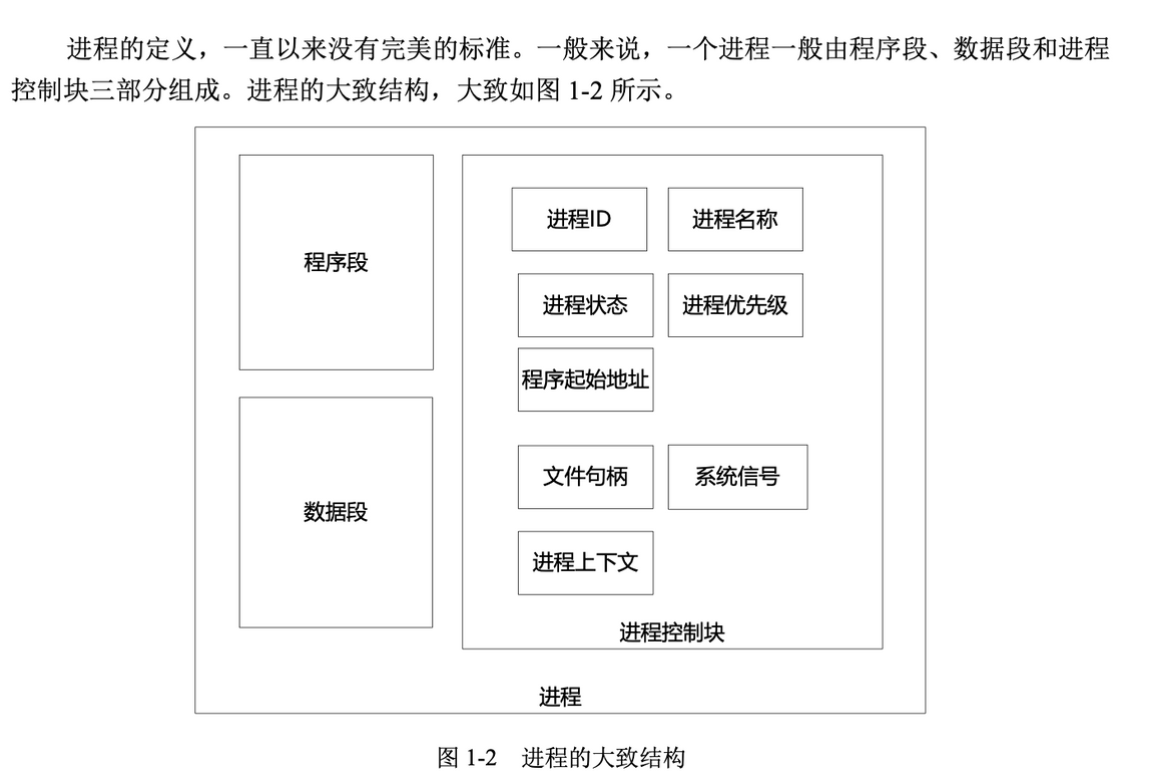 进程的定义，一直以来没有完美的标准。一般来说，一个进程一般由程序段、数据段和进程
控制块三部分组成。进程的大致结构，大致如图 1-2 所示。
程序段
数据段
进程ID
进程名称
进程状态
进程优先级
程序起始地址
文件句柄
系统信号
进程上下文
进程控制块
进程
图 1-2 进程的大致结构